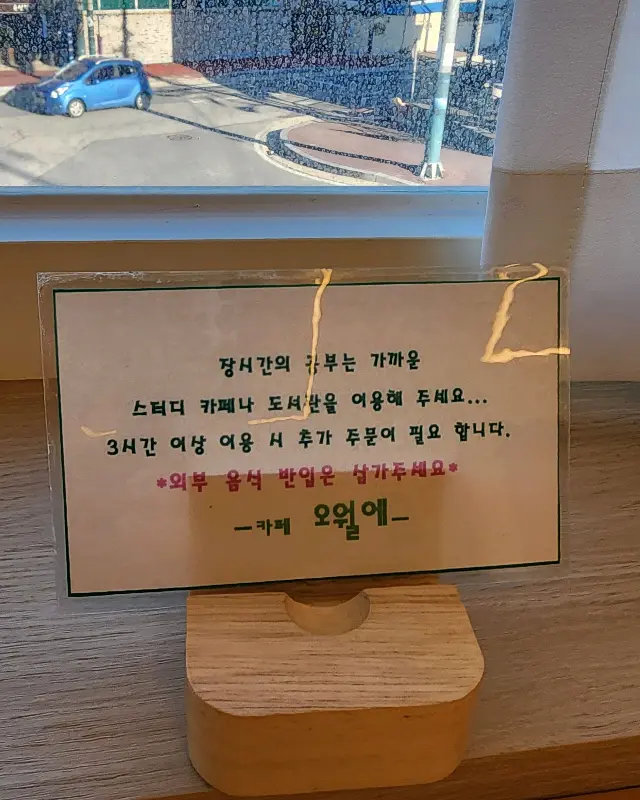 장시간의 공부는 가까운
스터디 카페나 도서관을 이용해 주세요...
3시간 이상 이용 시 추가 주문이 필요 합니다.
*외부 음식 반입은 삼가주세요*
-카페 오월에-